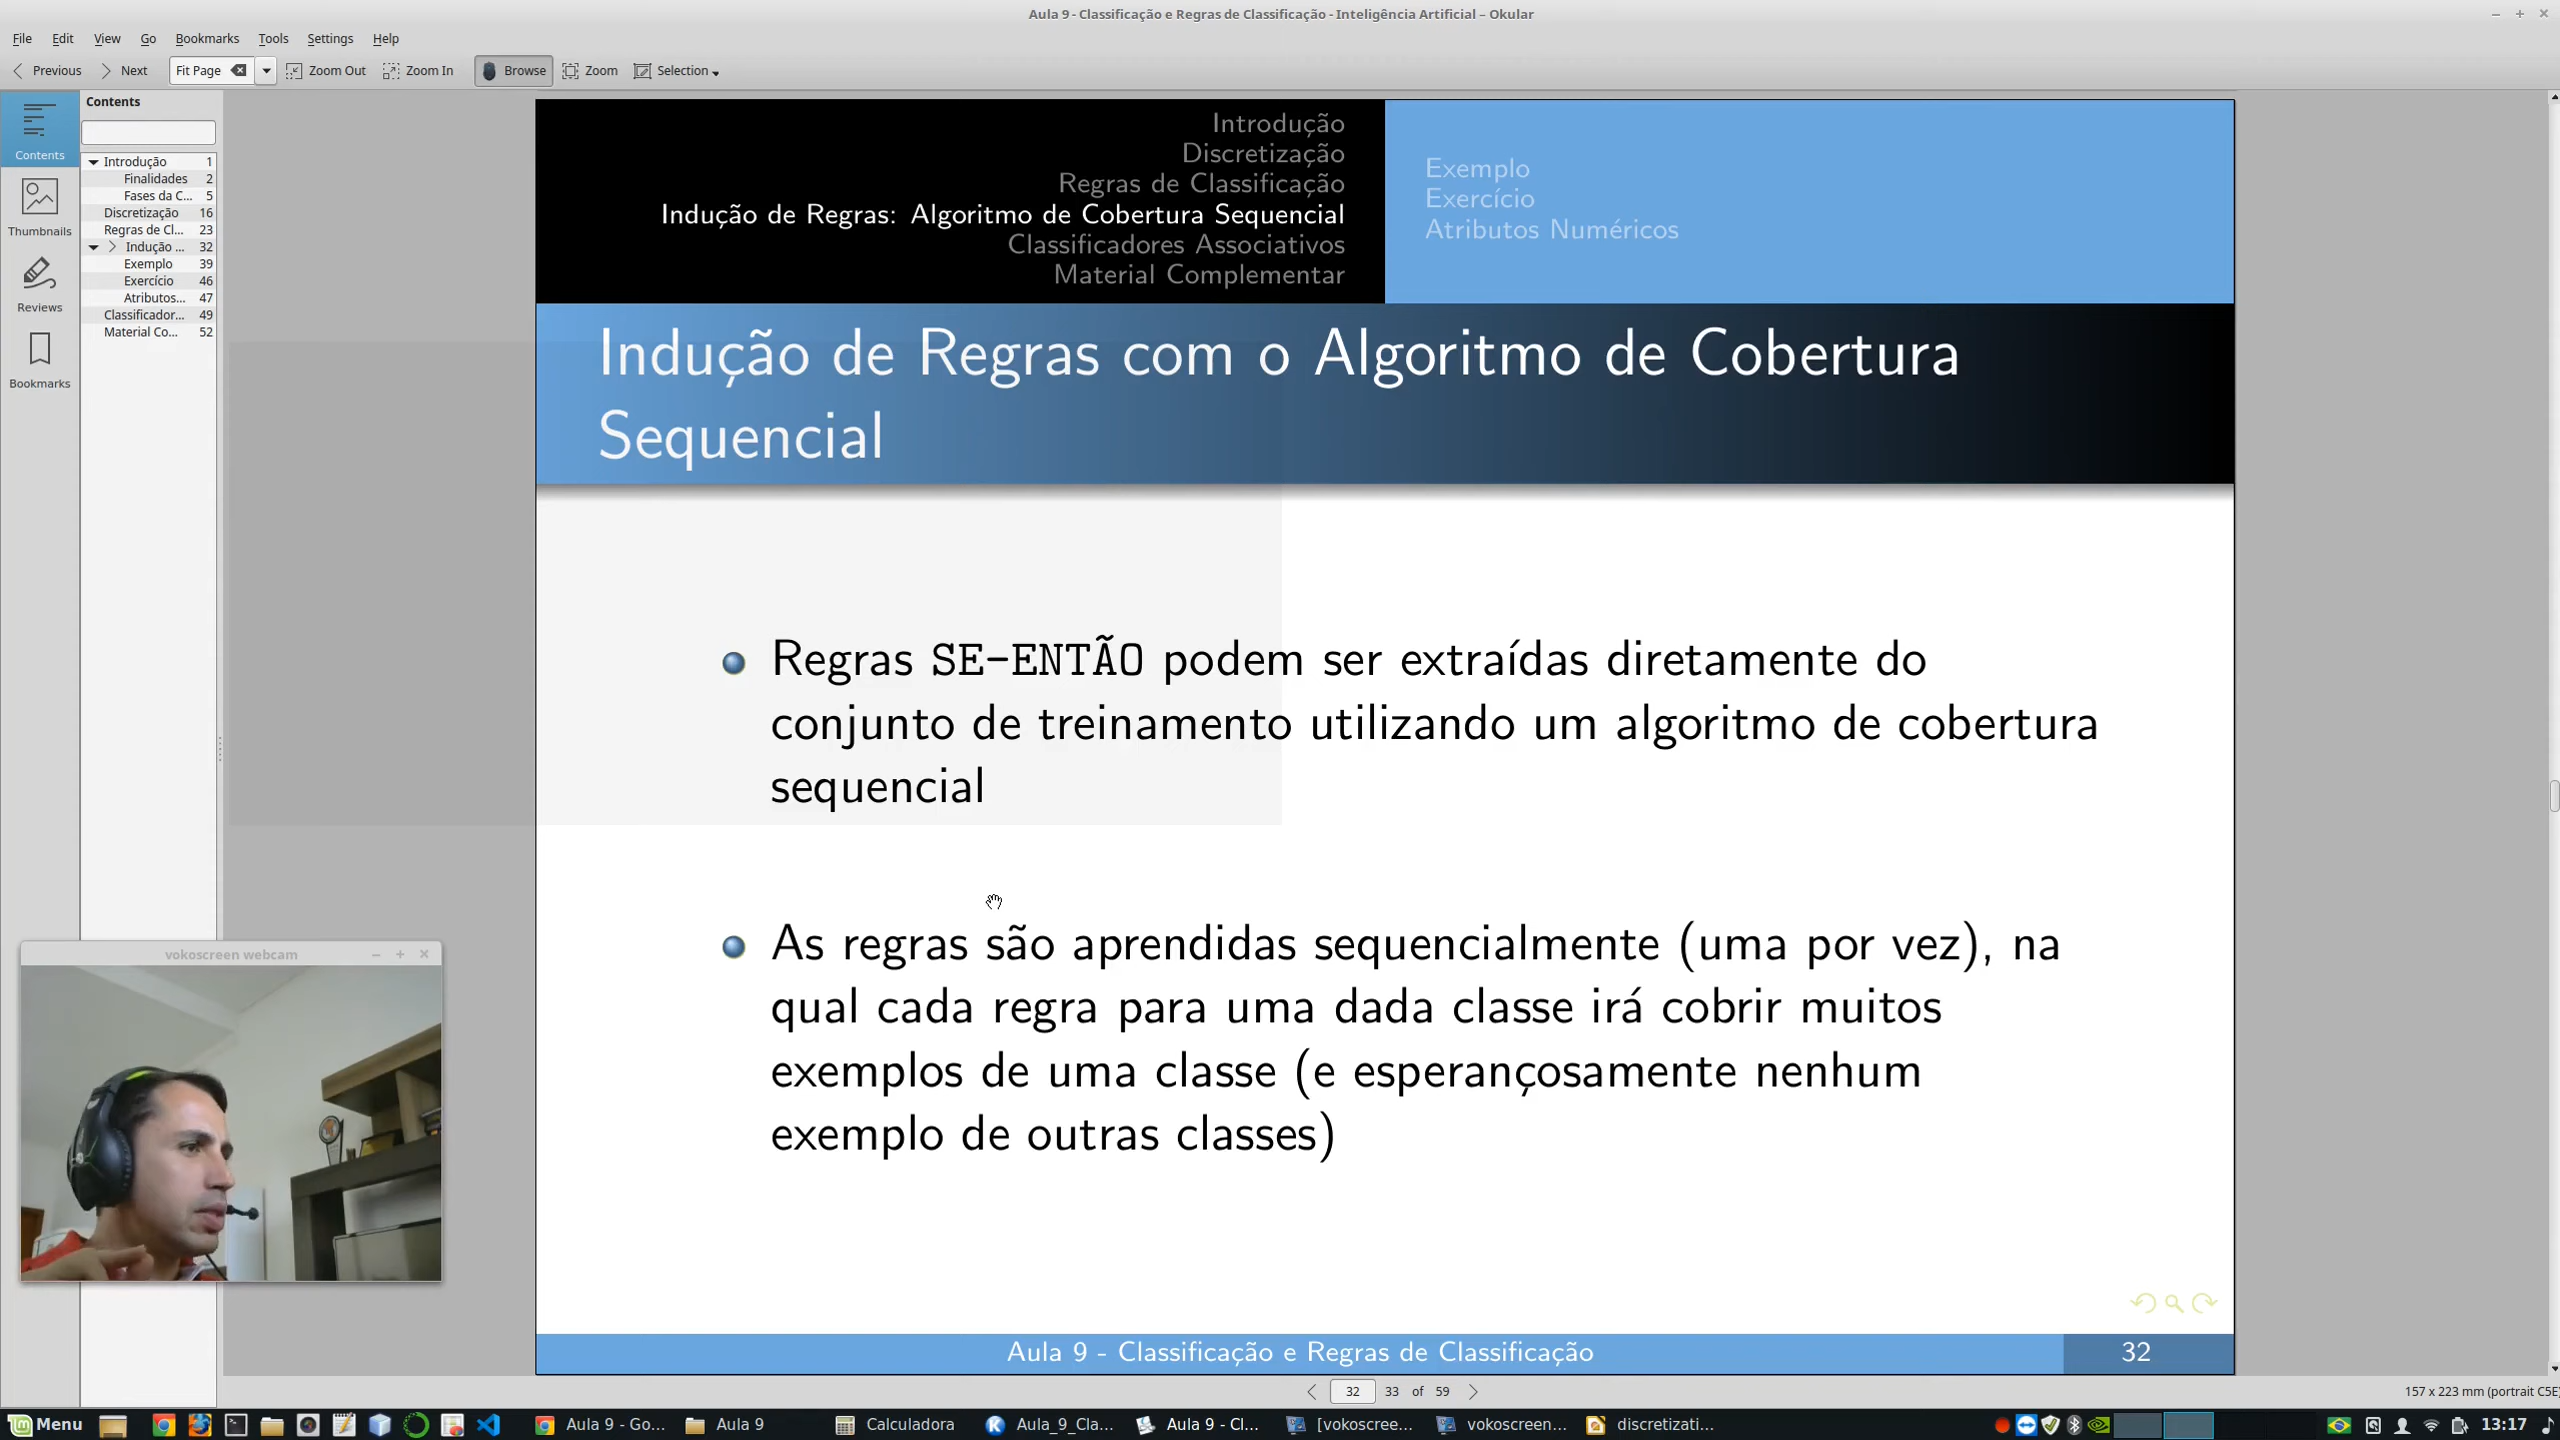 Aula 9 - Classificação e Regras de Classificação - Inteligência Artificial – Okular
File Edit View Go Bookmarks Tools Settings Help
Previous Next Fit Page Zoom Out Zoom In Browse Zoom Selection
Contents
Thumbnails
Reviews
Bookmarks
Contents
Introdução 1
Finalidades 2
Fases da C... 5
Discretização 16
Regras de Cl... 23
Indução ... 32
Exemplo 39
Exercício 46
Atributos... 47
Classificador... 49
Material Co... 52
Introdução
Discretização
Regras de Classificação
Indução de Regras: Algoritmo de Cobertura Sequencial
Classificadores Associativos
Material Complementar
Exemplo
Exercício
Atributos Numéricos
Indução de Regras com o Algoritmo de Cobertura
Sequencial
Regras SE-ENTÃO podem ser extraídas diretamente do
conjunto de treinamento utilizando um algoritmo de cobertura
sequencial
As regras são aprendidas sequencialmente (uma por vez), na
qual cada regra para uma dada classe irá cobrir muitos
exemplos de uma classe (e esperançosamente nenhum
exemplo de outras classes)
vokoscreen webcam
Aula 9 - Classificação e Regras de Classificação 32
32 33 of 59
157 x 223 mm (portrait C5E
Menu Aula 9 - Go... Aula 9 Calculadora Aula_9_Cla... Aula 9 - Cl... [vokoscree... vokoscreen... discretizati... 13:17